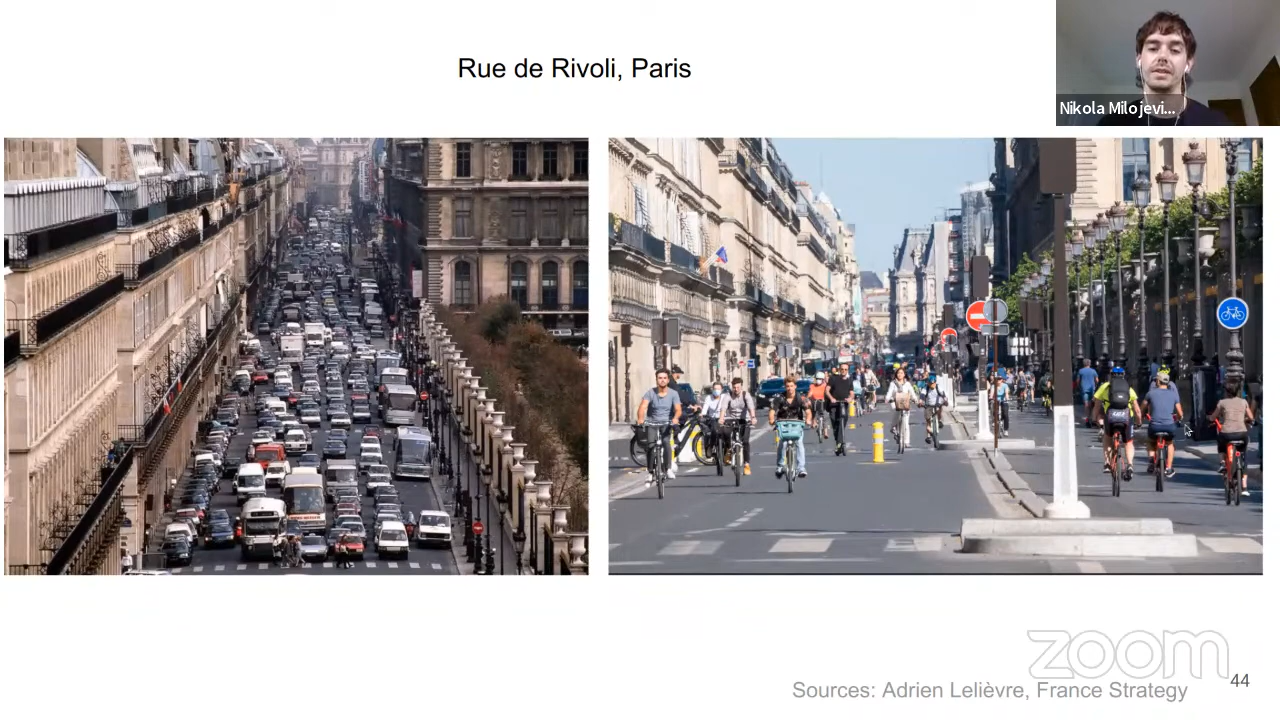 Rue de Rivoli, Paris
Nikola Milojevi...
zoom
Sources: Adrien Lelièvre, France Strategy
44